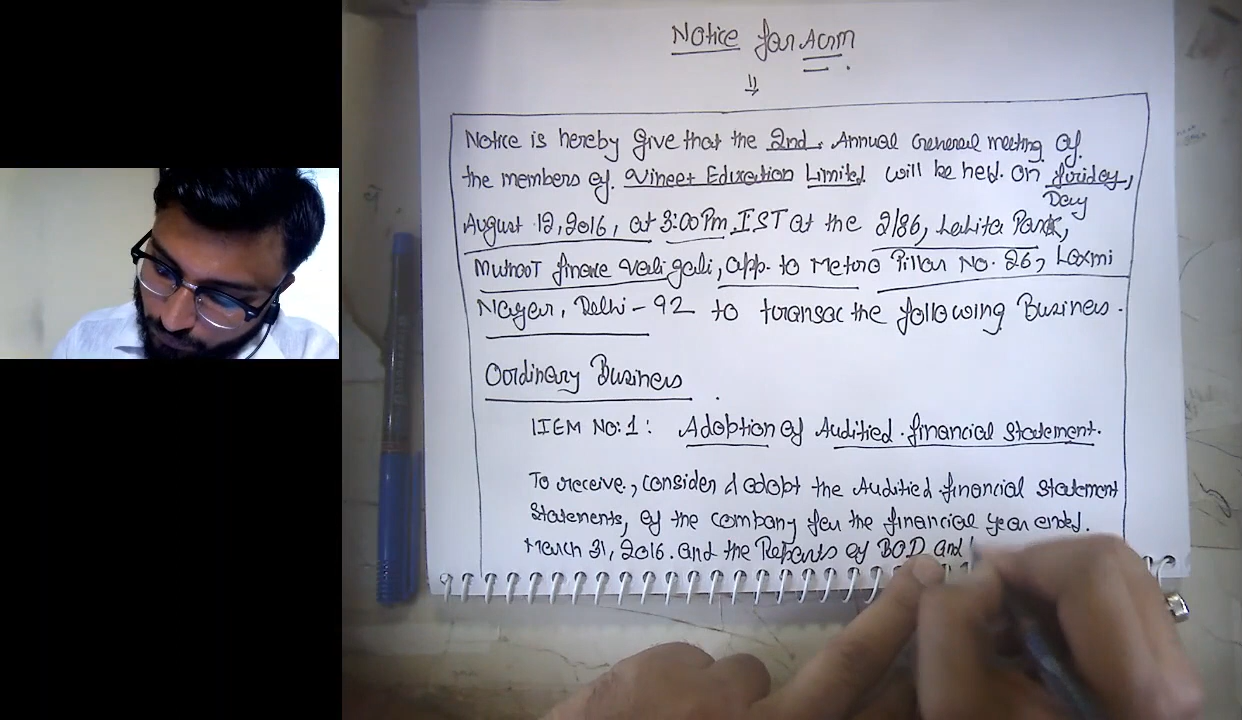 Notice for AGM
Notice is hereby give that the 2nd. Annual General meeting of
the members of. Vineet Education Limited will be held. on friday,
Day
August 12, 2016, at 3:00 Pm IST at the 2/86, Lalita Park,
Muthoot finance Vali gali, opp. to Metoro Pillar No. 26, Laxmi
Nagar, Delhi - 92 to transac the following Business.
Oordinary Business
ITEM No:1: Adoption of Auditied financial Statement.
To receive, consider & adopt the Auditied financial Statement
Statements, of the company for the financial year ended.
March 31, 2016. and the Reports of BOD and